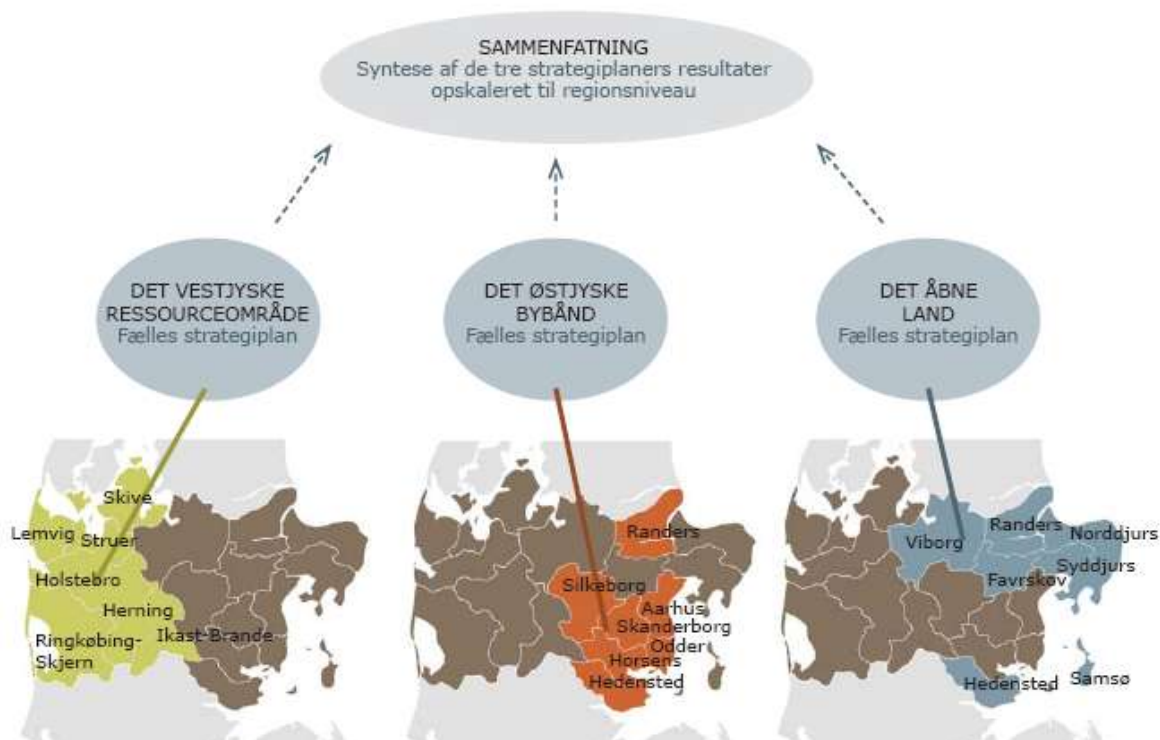 SAMMENFATNING
Syntese af de tre strategiplaners resultater
opskaleret til regionsniveau
DET VESTJYSKE
RESSOURCEOMRÅDE
Fælles strategiplan
DET ØSTJYSKE
BYBÅND
Fælles strategiplan
DET ÅBNE
LAND
Fælles strategiplan
Skive
Lemvig
Struer
Holstebro
Herning
Ikast-Brande
Ringkøbing-
Skjern
Randers
Silkeborg
Aarhus
Skanderborg
Odder
Horsens
Hedensted
Randers
Norddjurs
Viborg
Syddjurs
Favrskov
Hedensted
Samsø